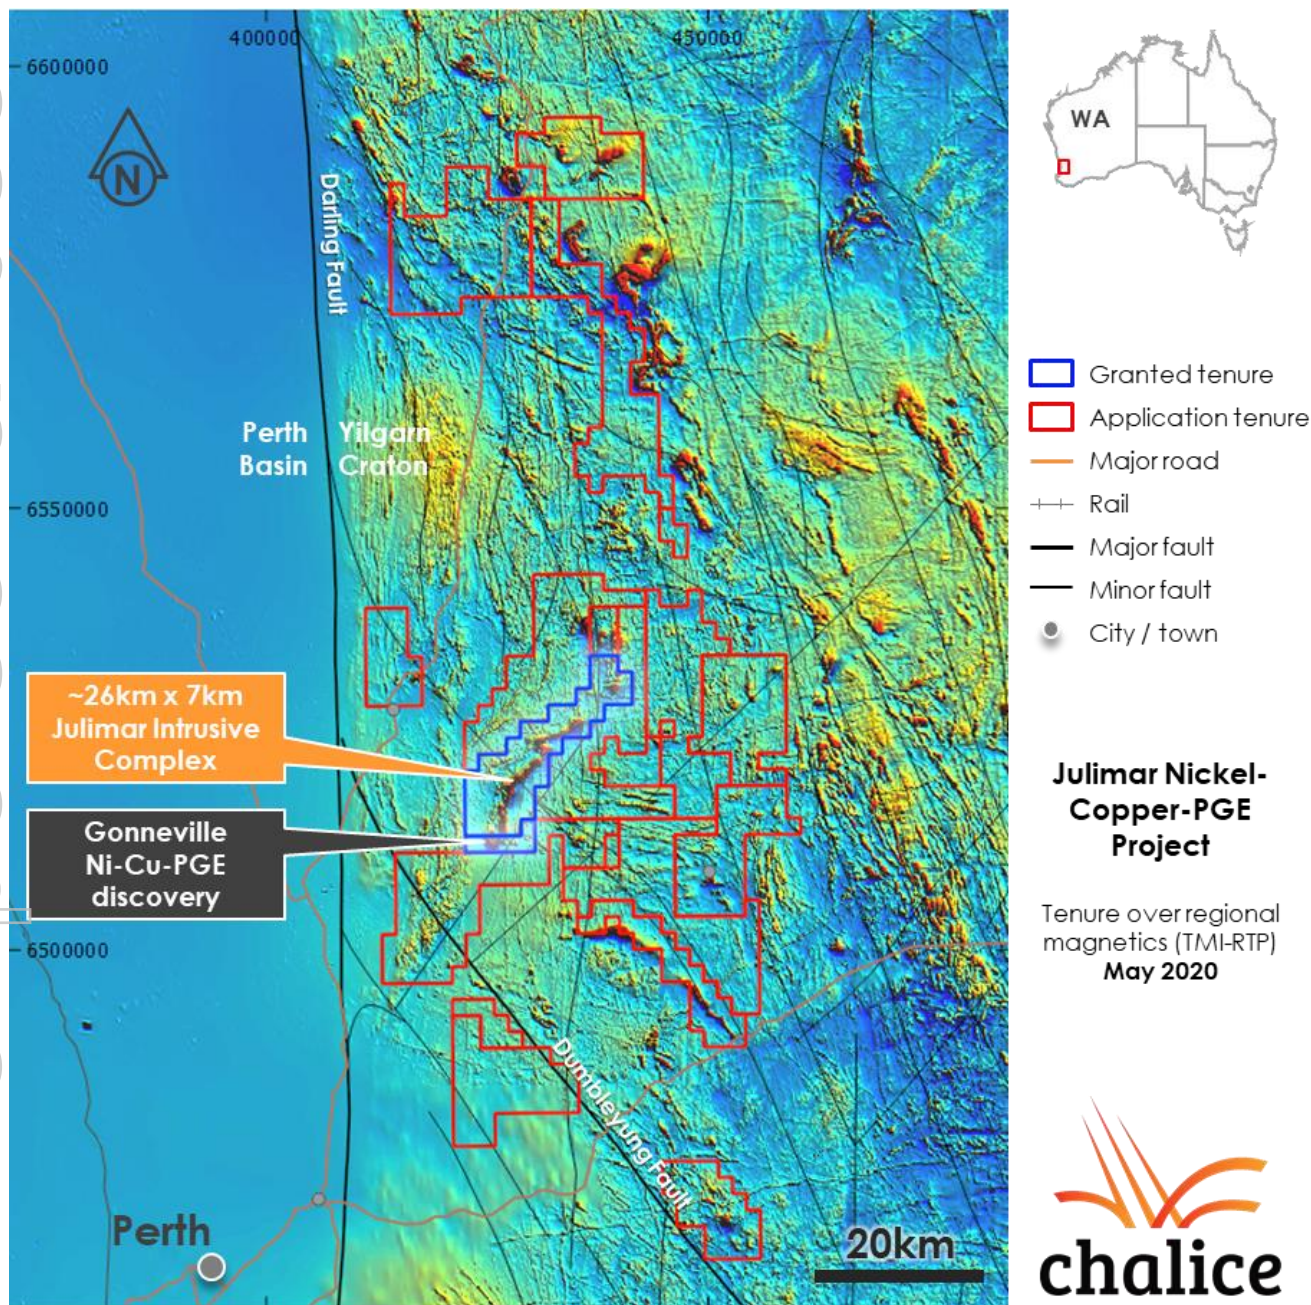 400000
450000
6600000
N
Darling Fault
Perth Yilgarn
Basin Craton
6550000
~26km x 7km
Julimar Intrusive
Complex
Gonneville
Ni-Cu-PGE
discovery
6500000
Dumbleyung Fault
Perth
20km
WA
Granted tenure
Application tenure
Major road
Rail
Major fault
Minor fault
City / town
Julimar Nickel-
Copper-PGE
Project
Tenure over regional
magnetics (TMI-RTP)
May 2020
chalice